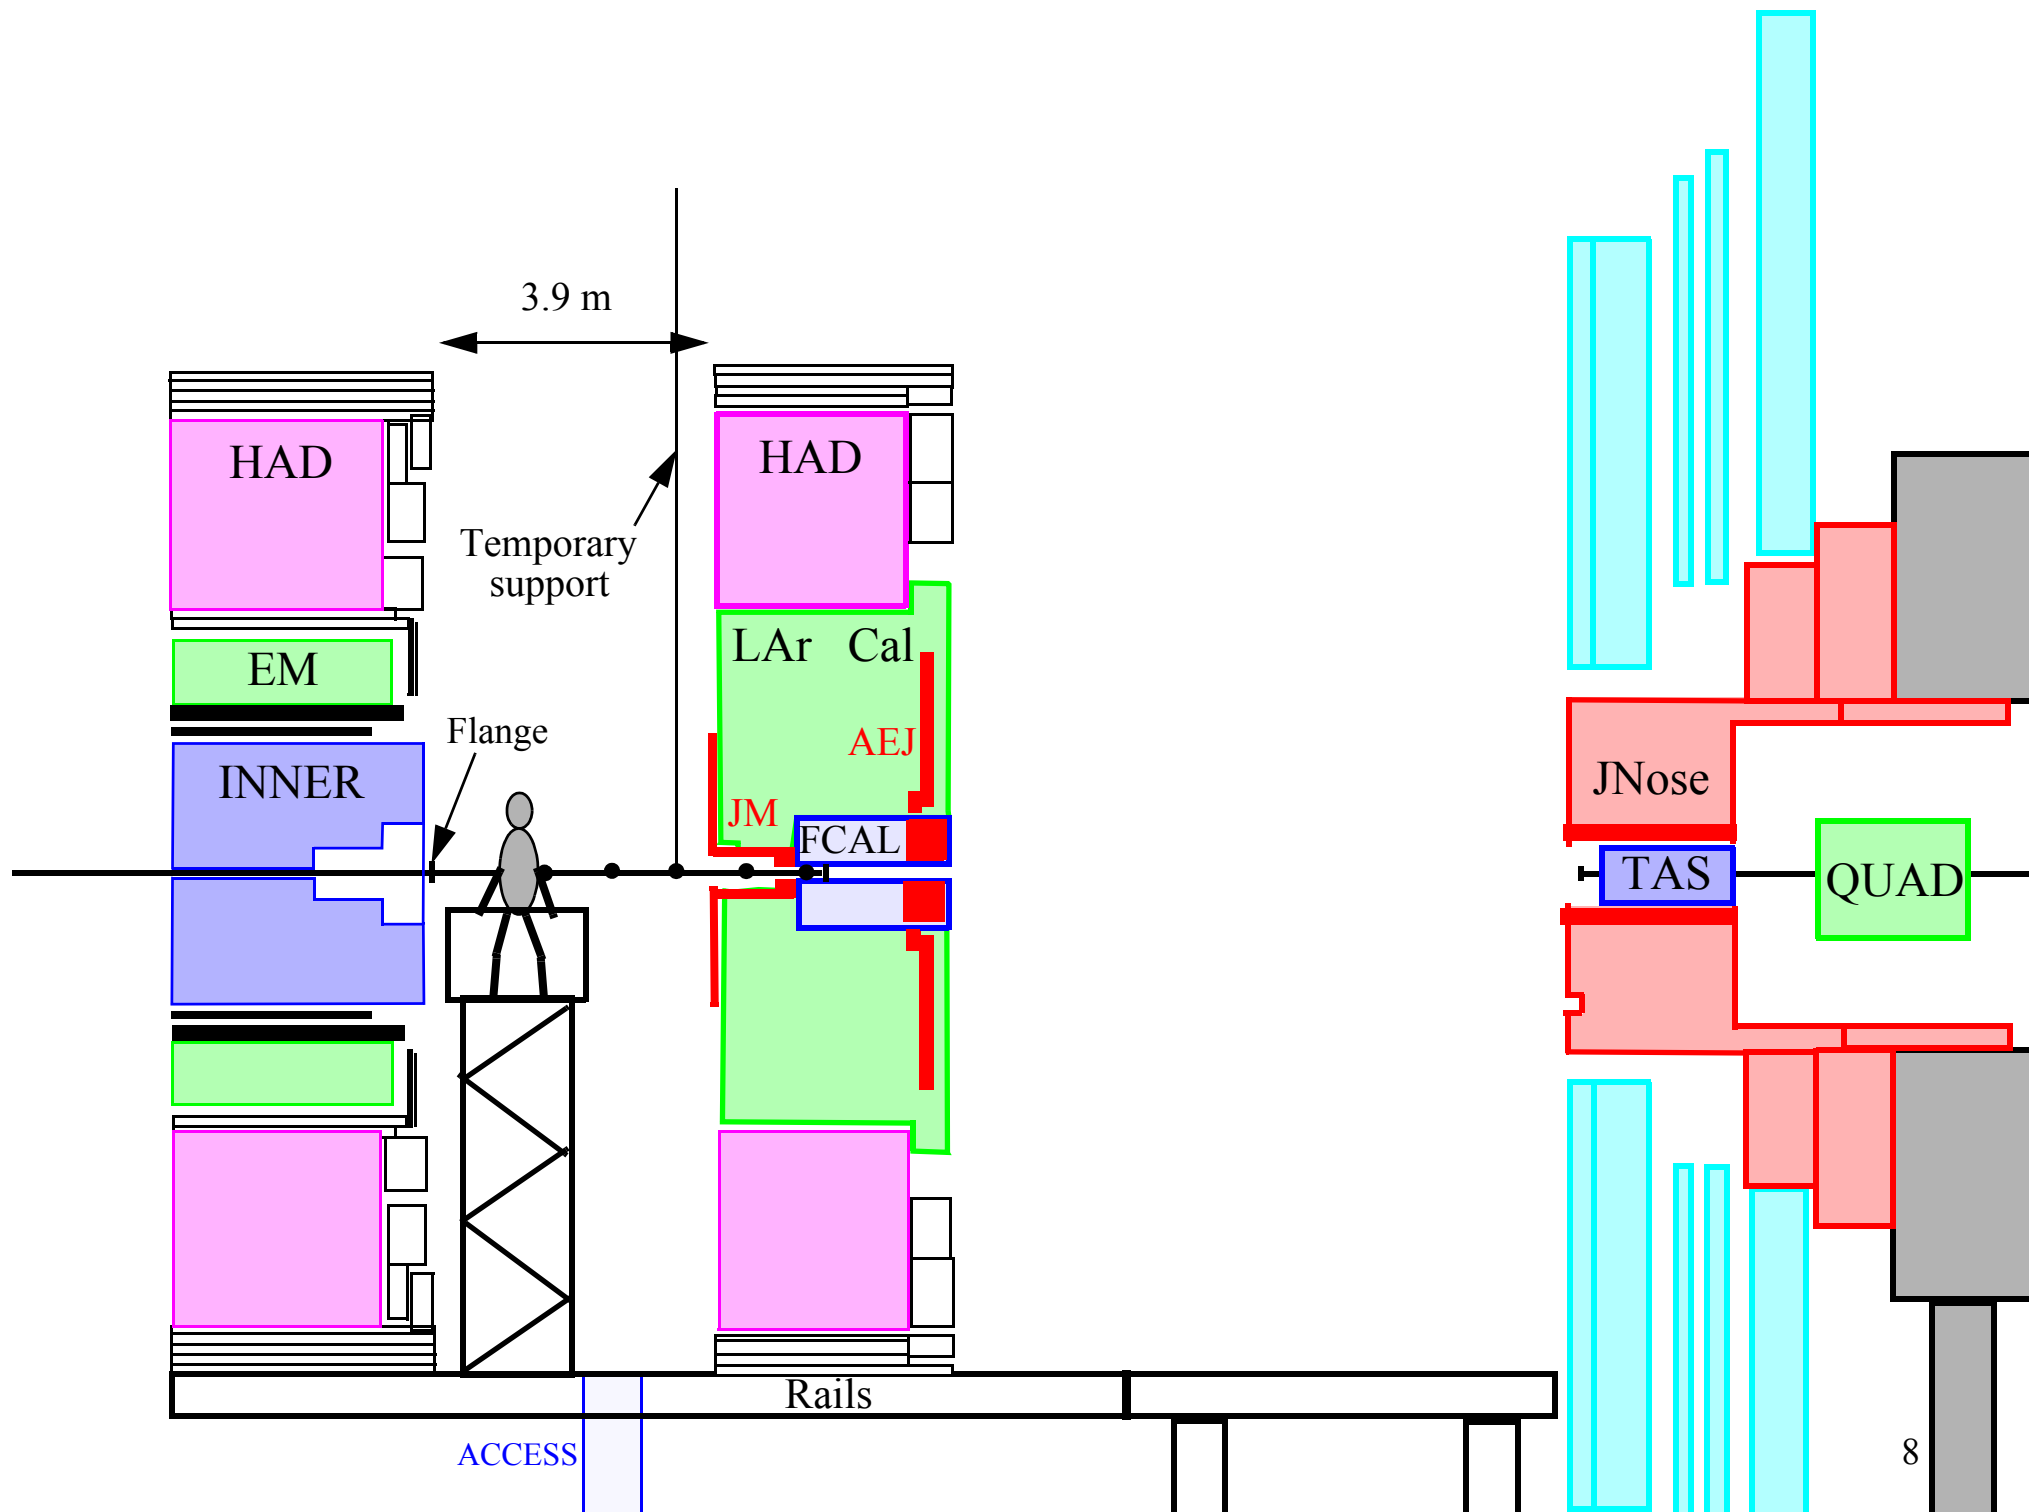 3.9 m
HAD
HAD
Temporary
support
LAr Cal
EM
Flange
AEJ
INNER
JNose
JM
FCAL
TAS
QUAD
Rails
ACCESS
8